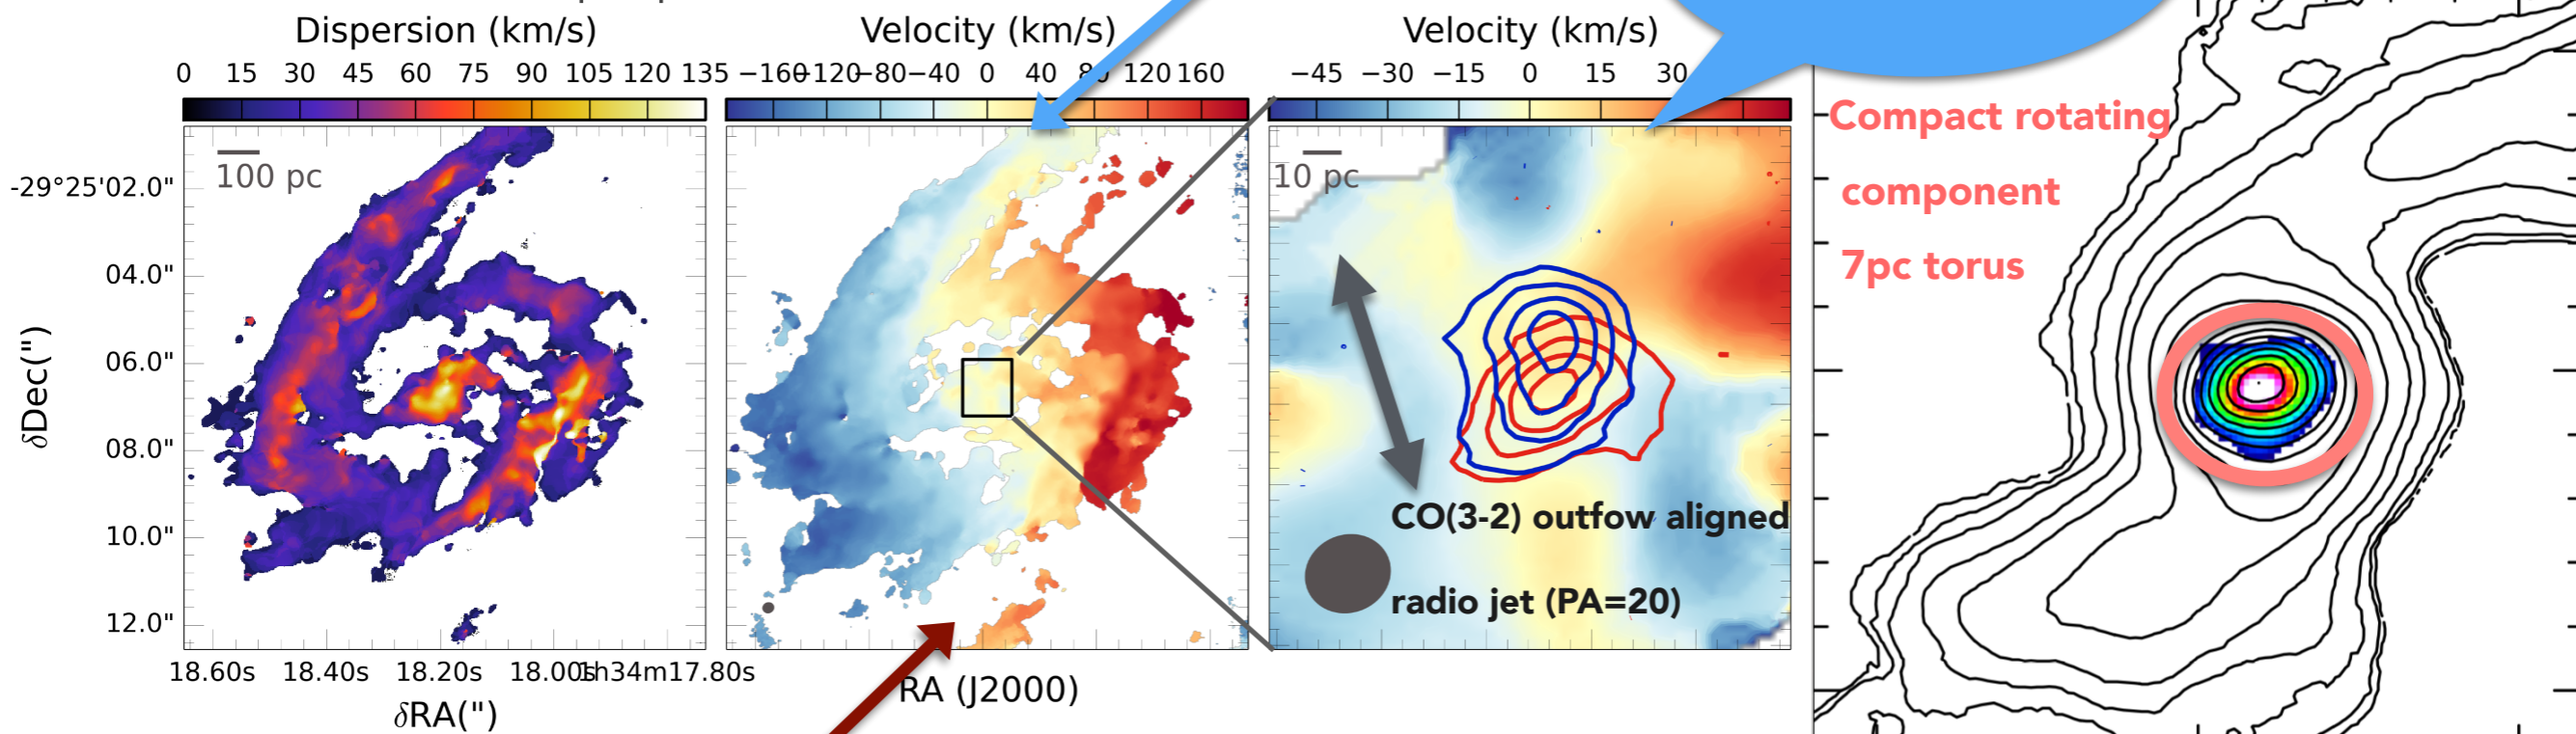 Dispersion (km/s)
0 15 30 45 60 75 90 105 120 135
100 pc
-29°25'02.0"
04.0"
06.0"
08.0"
10.0"
12.0"
δDec(")
18.60s 18.40s 18.20s 18.00s 1h34m17.80s
δRA(")
Velocity (km/s)
−160 −120 −80 −40 0 40 80 120 160
RA (J2000)
Velocity (km/s)
−45 −30 −15 0 15 30
10 pc
CO(3-2) outfow aligned
radio jet (PA=20)
Compact rotating
component
7pc torus